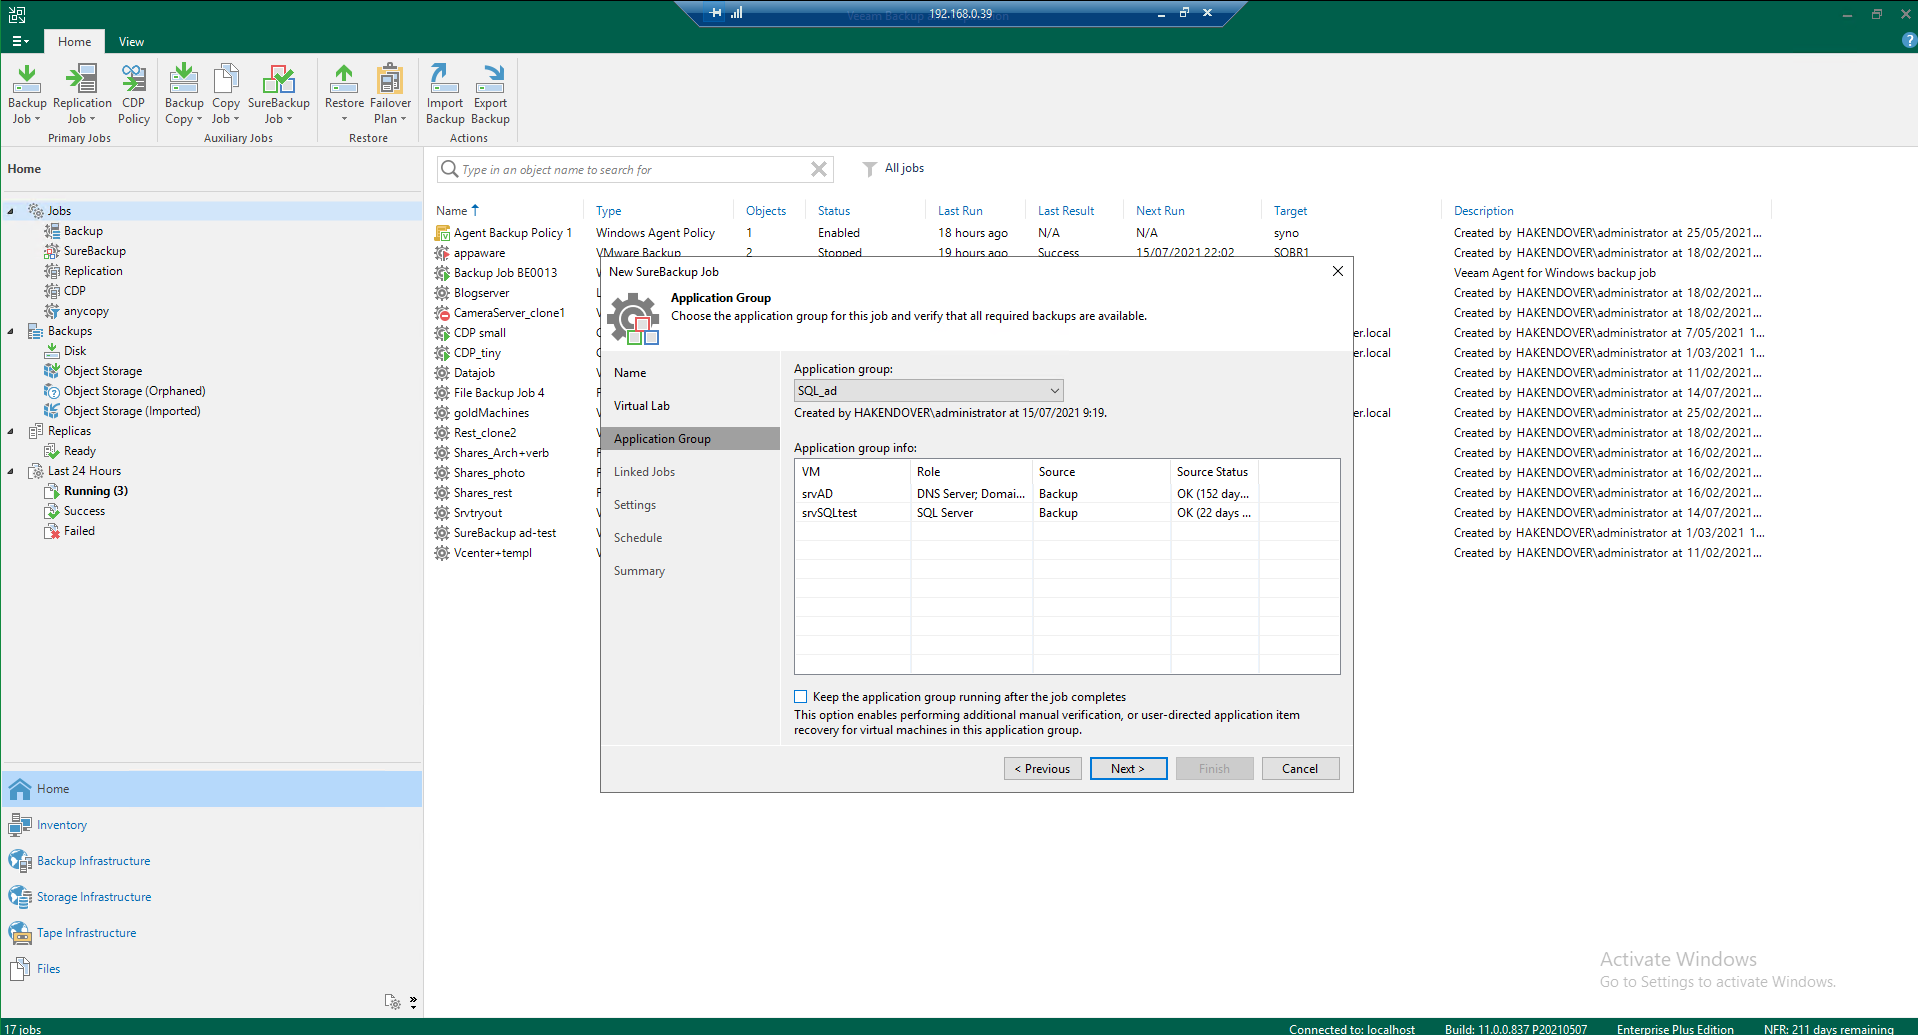 192.168.0.39
Home View
Backup Job
Replication Job
CDP Policy
Primary Jobs
Backup Copy
Copy Job
SureBackup Job
Auxiliary Jobs
Restore
Failover Plan
Restore
Import Backup
Export Backup
Actions
Home
Jobs
Backup
SureBackup
Replication
CDP
anycopy
Backups
Disk
Object Storage
Object Storage (Orphaned)
Object Storage (Imported)
Replicas
Ready
Last 24 Hours
Running (3)
Success
Failed
Home
Inventory
Backup Infrastructure
Storage Infrastructure
Tape Infrastructure
Files
Type in an object name to search for
All jobs
Name Type Objects Status Last Run Last Result Next Run Target Description
Agent Backup Policy 1 Windows Agent Policy 1 Enabled 18 hours ago N/A N/A syno Created by HAKENDOVER\administrator at 25/05/2021...
appaware VMware Backup 2 Stopped 19 hours ago Success 15/07/2021 22:02 SOBR1 Created by HAKENDOVER\administrator at 18/02/2021...
Backup Job BE0013 Veeam Agent for Windows backup job
Blogserver Created by HAKENDOVER\administrator at 18/02/2021...
CameraServer_clone1 Created by HAKENDOVER\administrator at 18/02/2021...
CDP small er.local Created by HAKENDOVER\administrator at 7/05/2021 1...
CDP_tiny er.local Created by HAKENDOVER\administrator at 1/03/2021 1...
Datajob Created by HAKENDOVER\administrator at 11/02/2021...
File Backup Job 4 Created by HAKENDOVER\administrator at 14/07/2021...
goldMachines er.local Created by HAKENDOVER\administrator at 25/02/2021...
Rest_clone2 Created by HAKENDOVER\administrator at 18/02/2021...
Shares_Arch+verb Created by HAKENDOVER\administrator at 16/02/2021...
Shares_photo Created by HAKENDOVER\administrator at 16/02/2021...
Shares_rest Created by HAKENDOVER\administrator at 16/02/2021...
Srvtryout Created by HAKENDOVER\administrator at 14/07/2021...
SureBackup ad-test Created by HAKENDOVER\administrator at 1/03/2021 1...
Vcenter+templ Created by HAKENDOVER\administrator at 11/02/2021...
New SureBackup Job
Application Group
Choose the application group for this job and verify that all required backups are available.
Name
Virtual Lab
Application Group
Linked Jobs
Settings
Schedule
Summary
Application group:
SQL_ad
Created by HAKENDOVER\administrator at 15/07/2021 9:19.
Application group info:
VM Role Source Source Status
srvAD DNS Server; Domai... Backup OK (152 day...
srvSQLtest SQL Server Backup OK (22 days ...
Keep the application group running after the job completes
This option enables performing additional manual verification, or user-directed application item
recovery for virtual machines in this application group.
< Previous Next > Finish Cancel
Activate Windows
Go to Settings to activate Windows.
17 jobs Connected to: localhost Build: 11.0.0.837 P20210507 Enterprise Plus Edition NFR: 211 days remaining